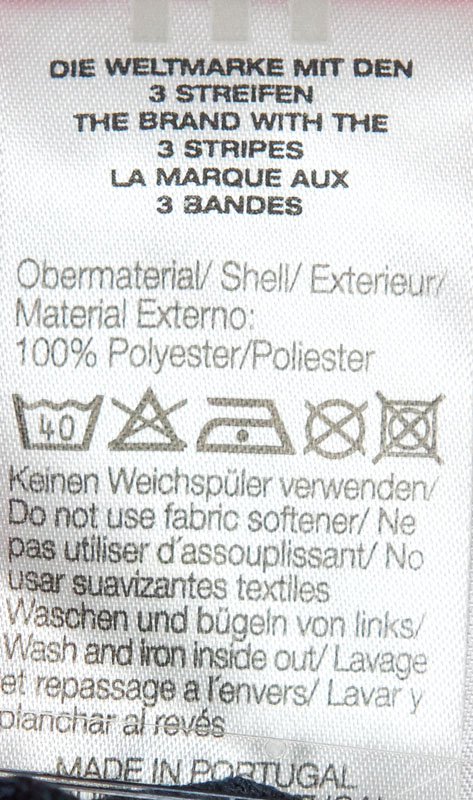 DIE WELTMARKE MIT DEN
3 STREIFEN
THE BRAND WITH THE
3 STRIPES
LA MARQUE AUX
3 BANDES
Obermaterial/ Shell/ Exterieur/
Material Externo:
100% Polyester/Poliester
40
Keinen Weichspüler verwenden/
Do not use fabric softener/ Ne
pas utiliser d'assouplissant/ No
usar suavizantes textiles
Waschen und bügeln von links/
Wash and iron inside out/ Lavage
et repassage a l'envers/ Lavar y
planchar al revés
MADE IN PORTUGAL